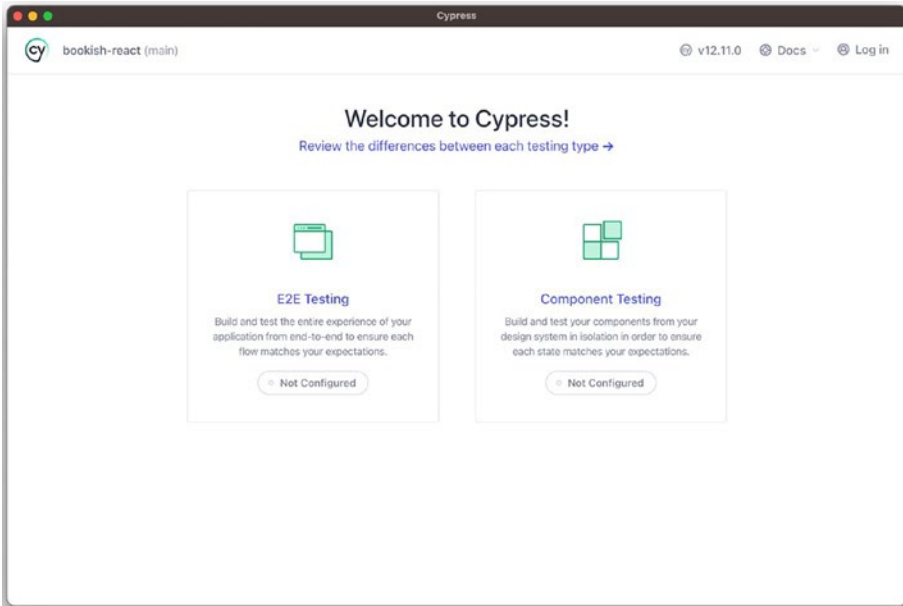 Cypress
cy bookish-react (main) v12.11.0 Docs Log in
Welcome to Cypress!
Review the differences between each testing type →
E2E Testing
Build and test the entire experience of your
application from end-to-end to ensure each
flow matches your expectations.
Not Configured
Component Testing
Build and test your components from your
design system in isolation in order to ensure
each state matches your expectations.
Not Configured